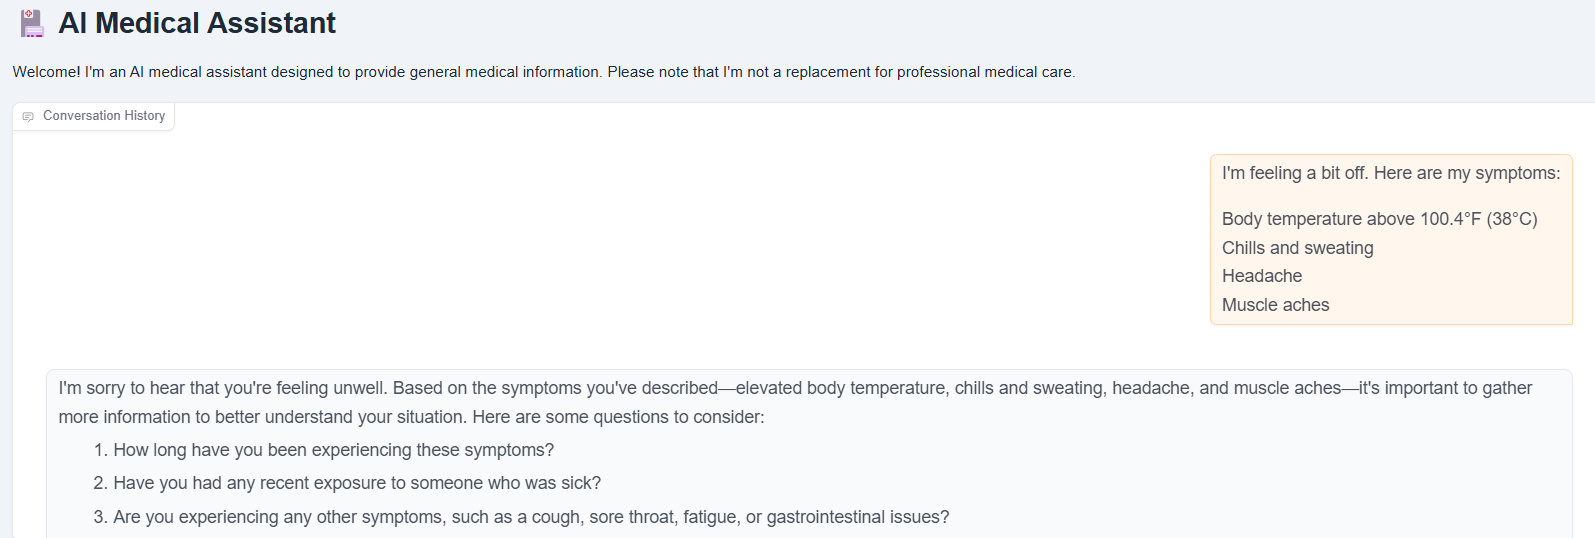 AI Medical Assistant
Welcome! I'm an AI medical assistant designed to provide general medical information. Please note that I'm not a replacement for professional medical care.
Conversation History
I'm feeling a bit off. Here are my symptoms:
Body temperature above 100.4°F (38°C)
Chills and sweating
Headache
Muscle aches
I'm sorry to hear that you're feeling unwell. Based on the symptoms you've described—elevated body temperature, chills and sweating, headache, and muscle aches—it's important to gather
more information to better understand your situation. Here are some questions to consider:
1. How long have you been experiencing these symptoms?
2. Have you had any recent exposure to someone who was sick?
3. Are you experiencing any other symptoms, such as a cough, sore throat, fatigue, or gastrointestinal issues?